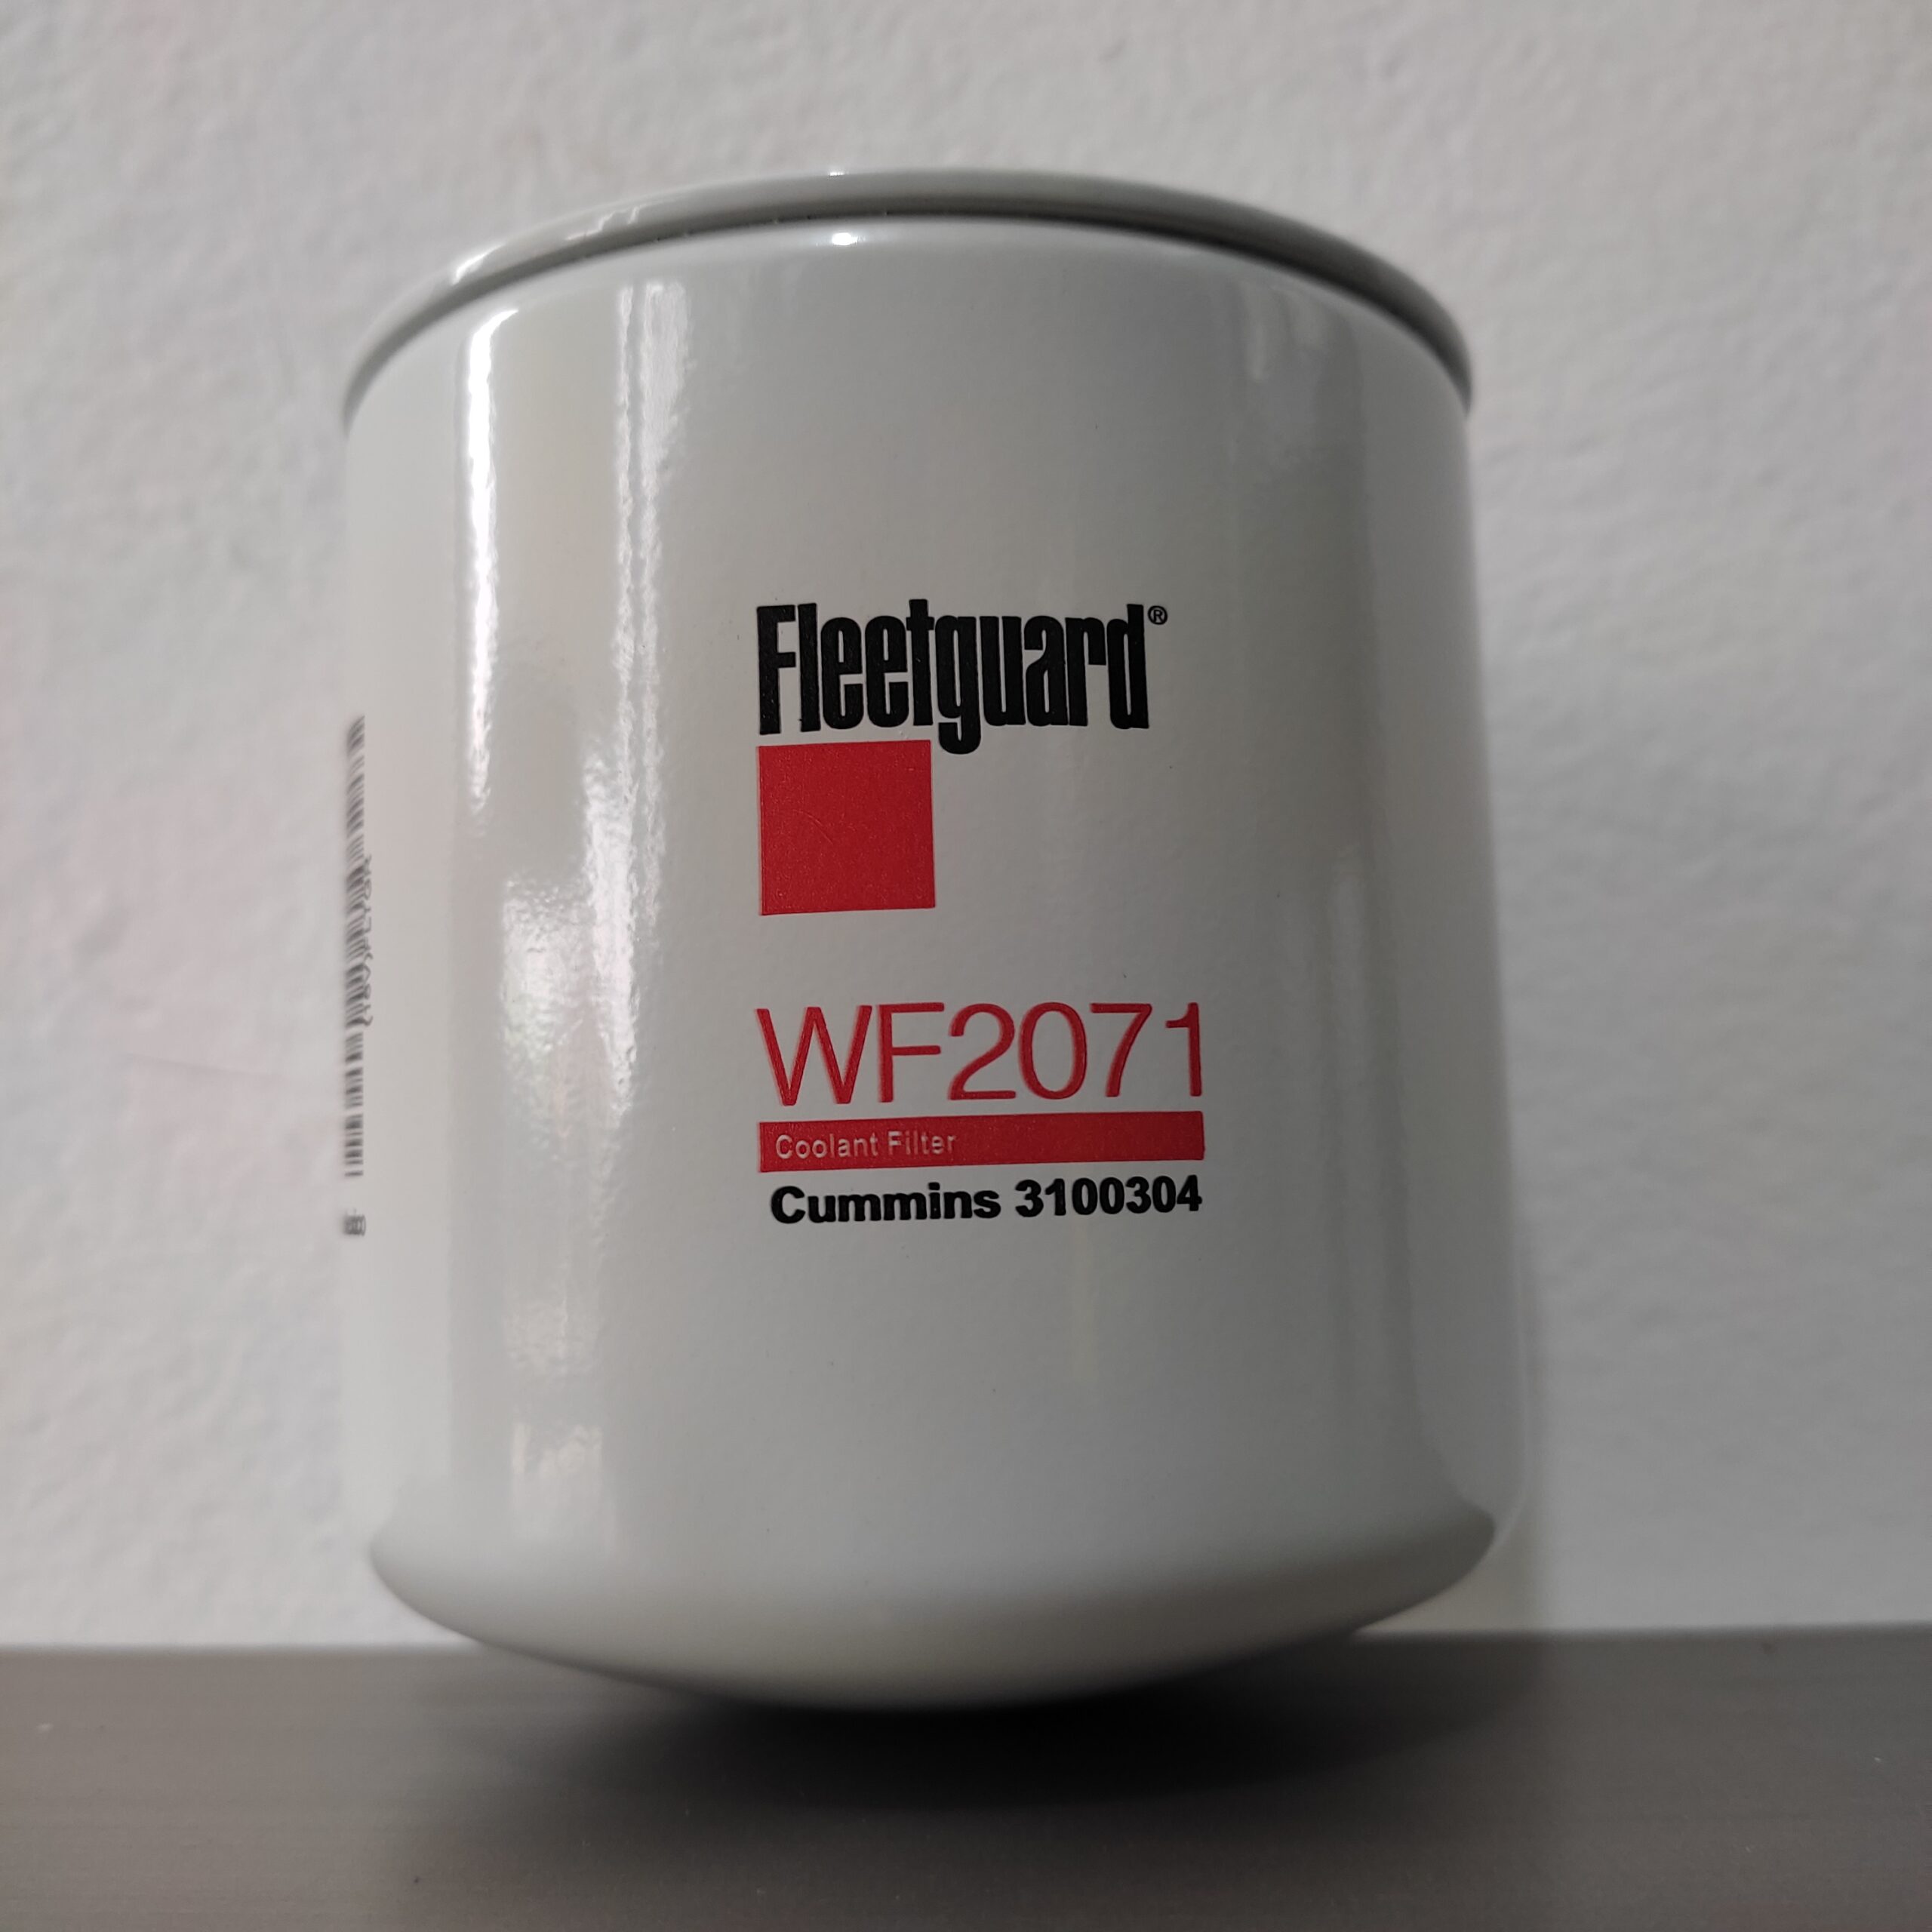 Fleetguard®
WF2071
Coolant Filter
Cummins 3100304